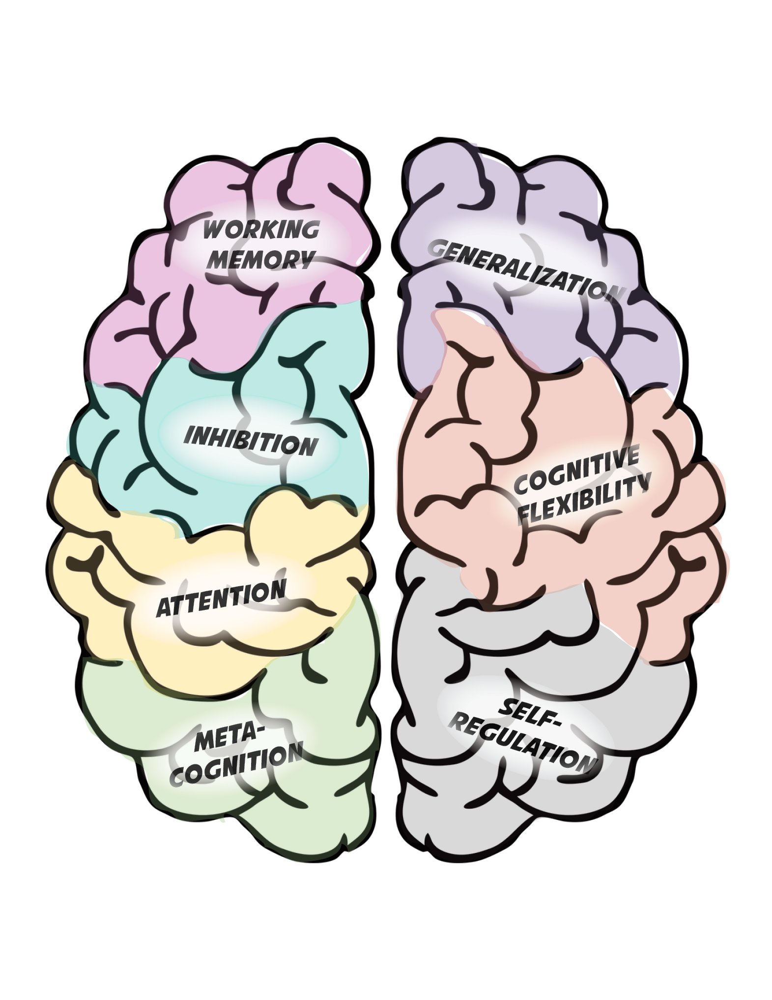 WORKING
MEMORY
GENERALIZATION
INHIBITION
COGNITIVE
FLEXIBILITY
ATTENTION
META-
COGNITION
SELF-
REGULATION